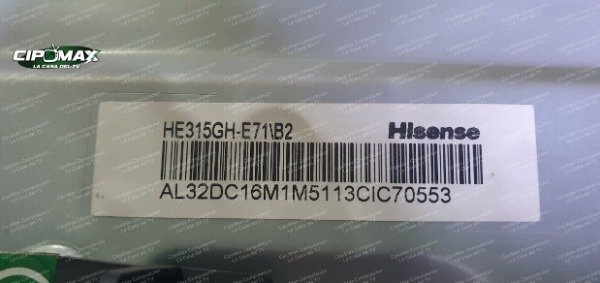 CIPOMAX
LA CASA DEL TV
HE315GH-E71\B2
Hisense
AL32DC16M1M5113CIC70553